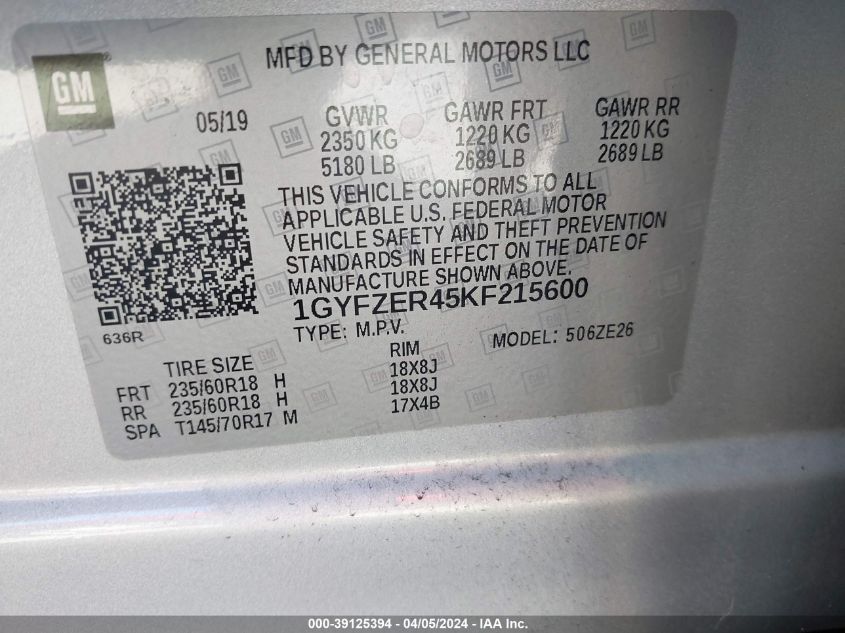 GM
MFD BY GENERAL MOTORS LLC
05/19
GVWR GAWR FRT GAWR RR
2350 KG 1220 KG 1220 KG
5180 LB 2689 LB 2689 LB
THIS VEHICLE CONFORMS TO ALL
APPLICABLE U.S. FEDERAL MOTOR
VEHICLE SAFETY AND THEFT PREVENTION
STANDARDS IN EFFECT ON THE DATE OF
MANUFACTURE SHOWN ABOVE.
1GYFZER45KF215600
636R
TYPE: M.P.V. MODEL: 506ZE26
TIRE SIZE RIM
FRT 235/60R18 H 18X8J
RR 235/60R18 H 18X8J
SPA T145/70R17 M 17X4B
000-39125394 - 04/05/2024 - IAA Inc.